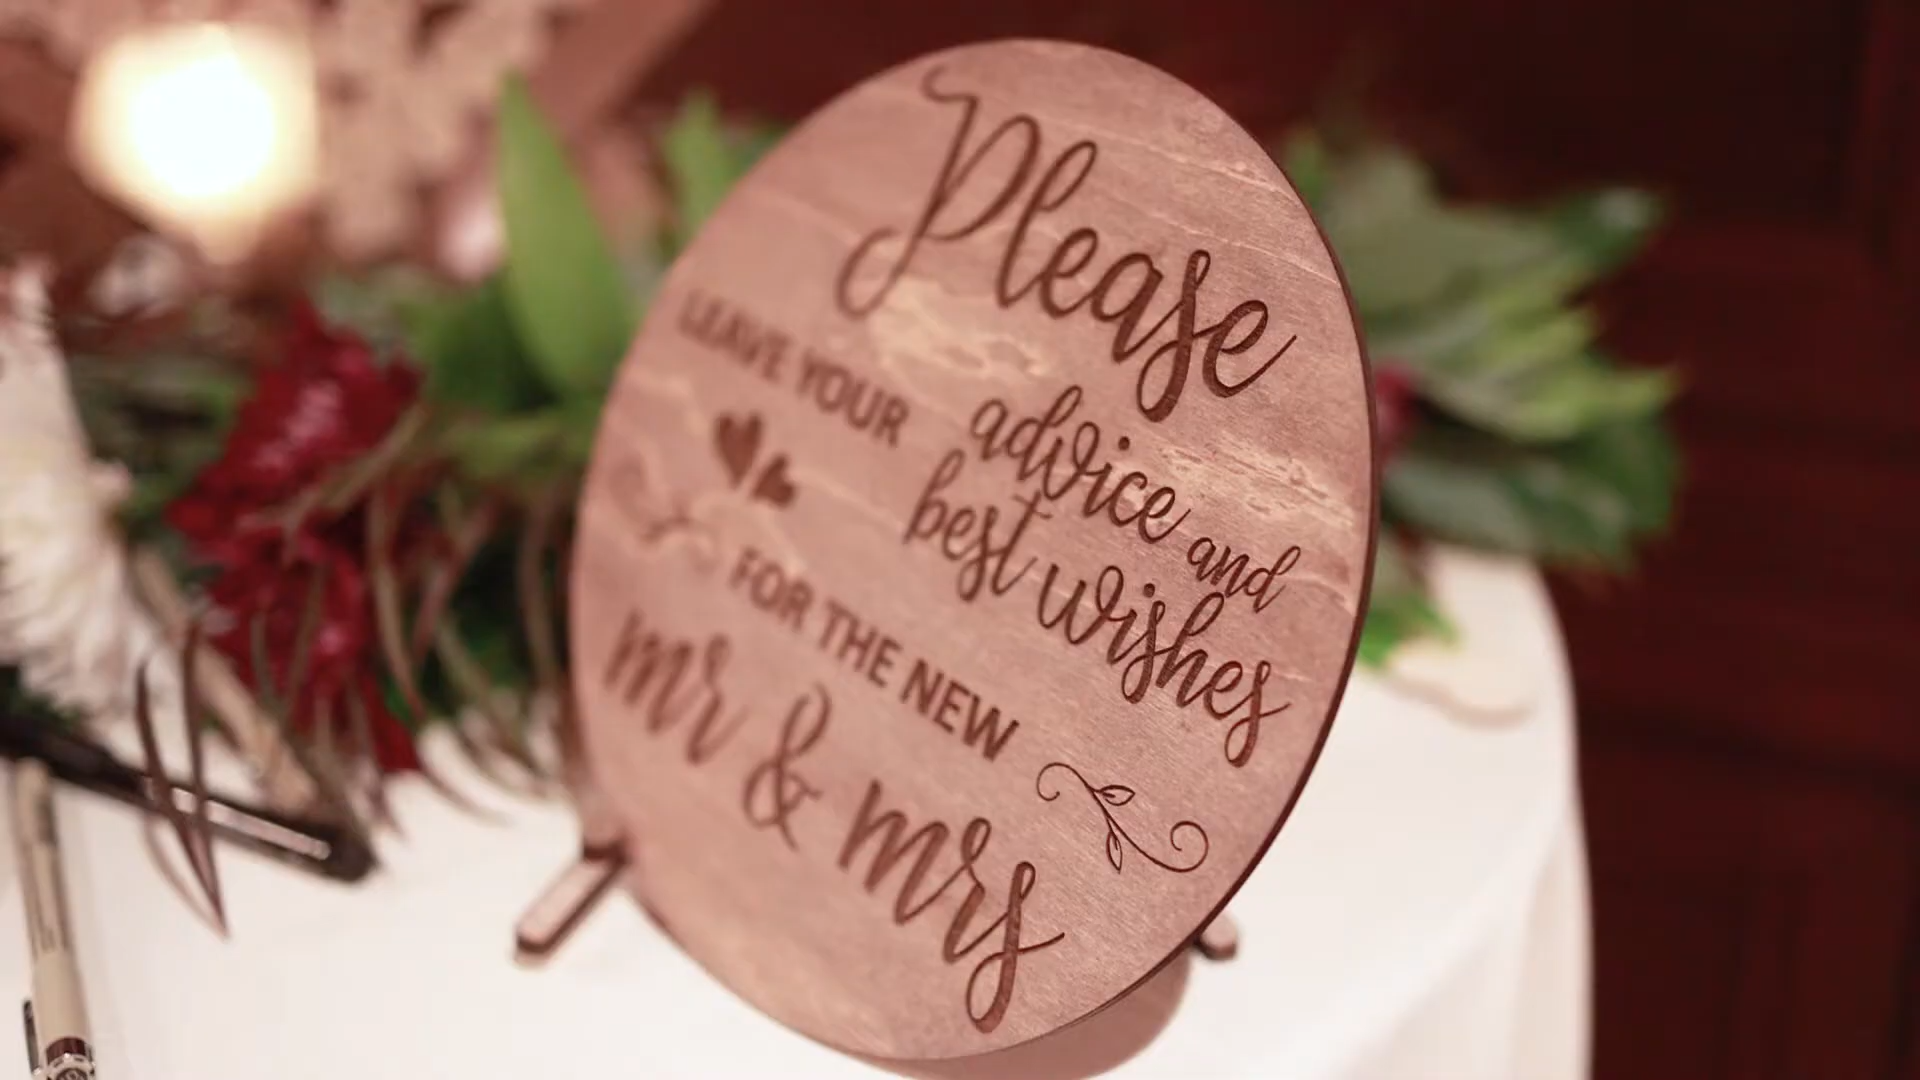 Please
LEAVE YOUR advice and
best wishes
FOR THE NEW
mr & mrs